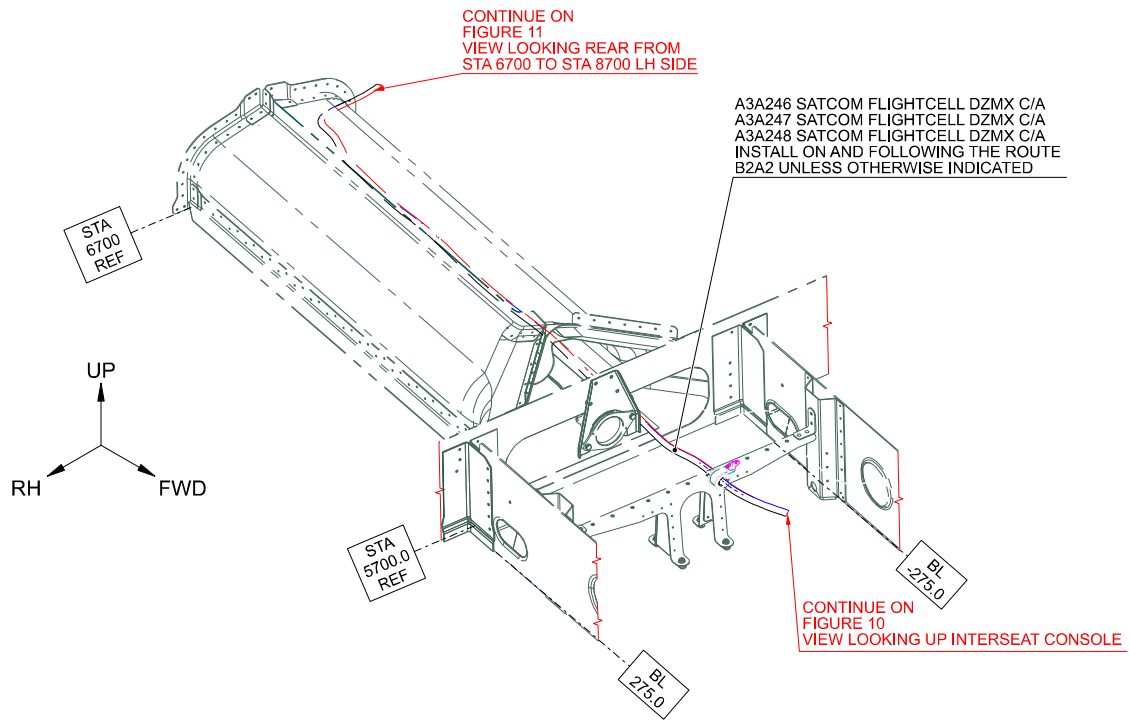 CONTINUE ON
FIGURE 11
VIEW LOOKING REAR FROM
STA 6700 TO STA 8700 LH SIDE
A3A246 SATCOM FLIGHTCELL DZMX C/A
A3A247 SATCOM FLIGHTCELL DZMX C/A
A3A248 SATCOM FLIGHTCELL DZMX C/A
INSTALL ON AND FOLLOWING THE ROUTE
B2A2 UNLESS OTHERWISE INDICATED
STA
6700
REF
UP
RH
FWD
STA
5700.0
REF
BL
-275.0
CONTINUE ON
FIGURE 10
VIEW LOOKING UP INTERSEAT CONSOLE
BL
275.0